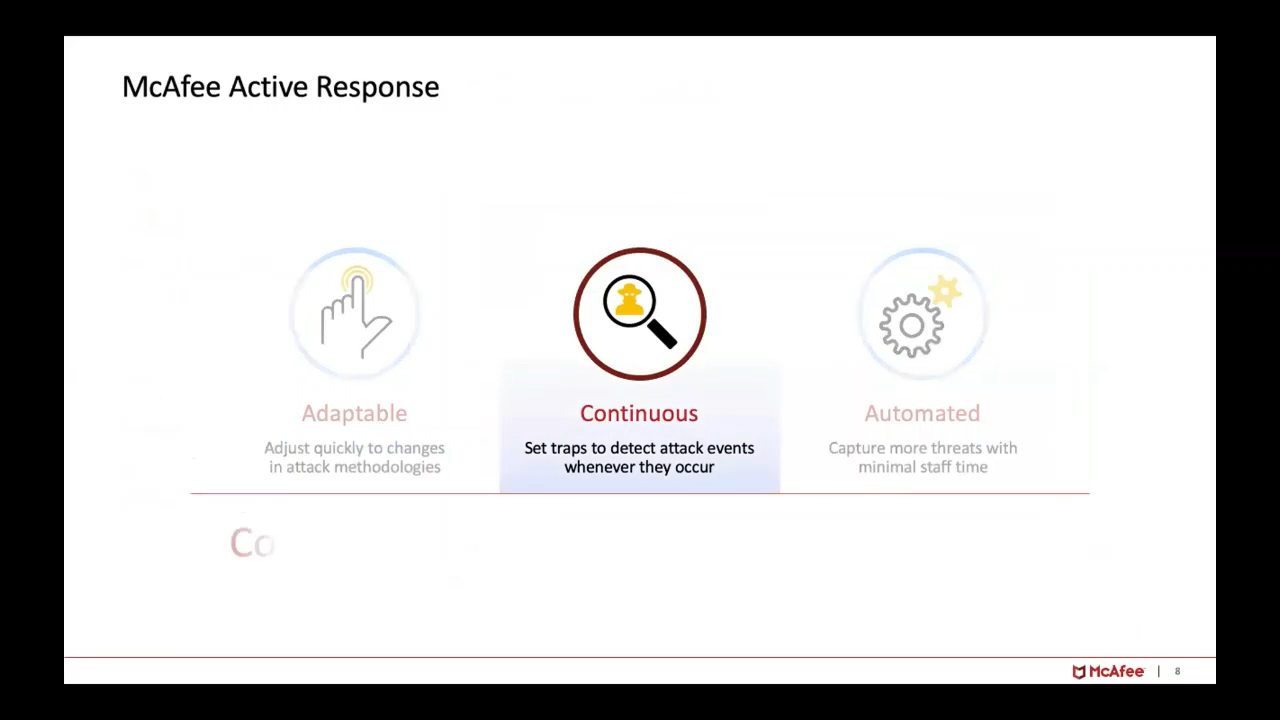 McAfee Active Response
Adaptable
Adjust quickly to changes
in attack methodologies
Continuous
Set traps to detect attack events
whenever they occur
Automated
Capture more threats with
minimal staff time
Co
McAfee | 8